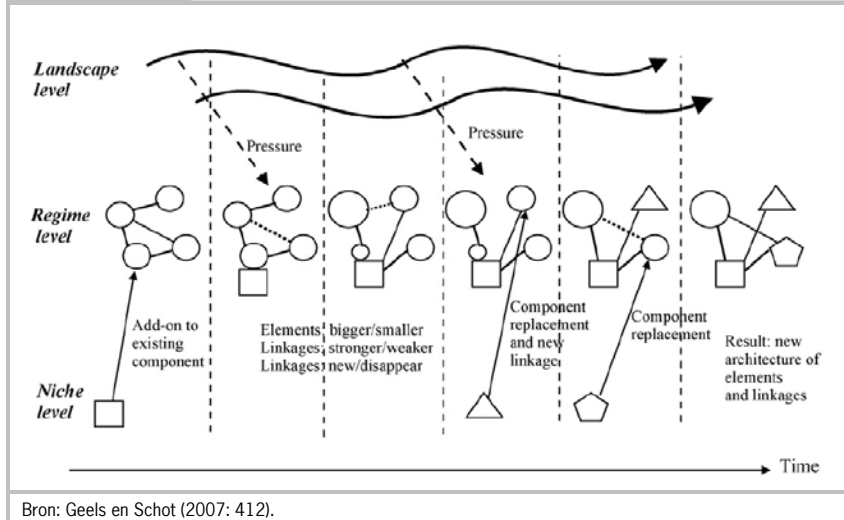 Landscape
level
Pressure
Pressure
Regime
level
Add-on to
existing
component
Elements: bigger/smaller
Linkages: stronger/weaker
Linkages: new/disappear
Component
replacement
and new
linkage
Component
replacement
Result: new
architecture of
elements
and linkages
Niche
level
Time
Bron: Geels en Schot (2007: 412).